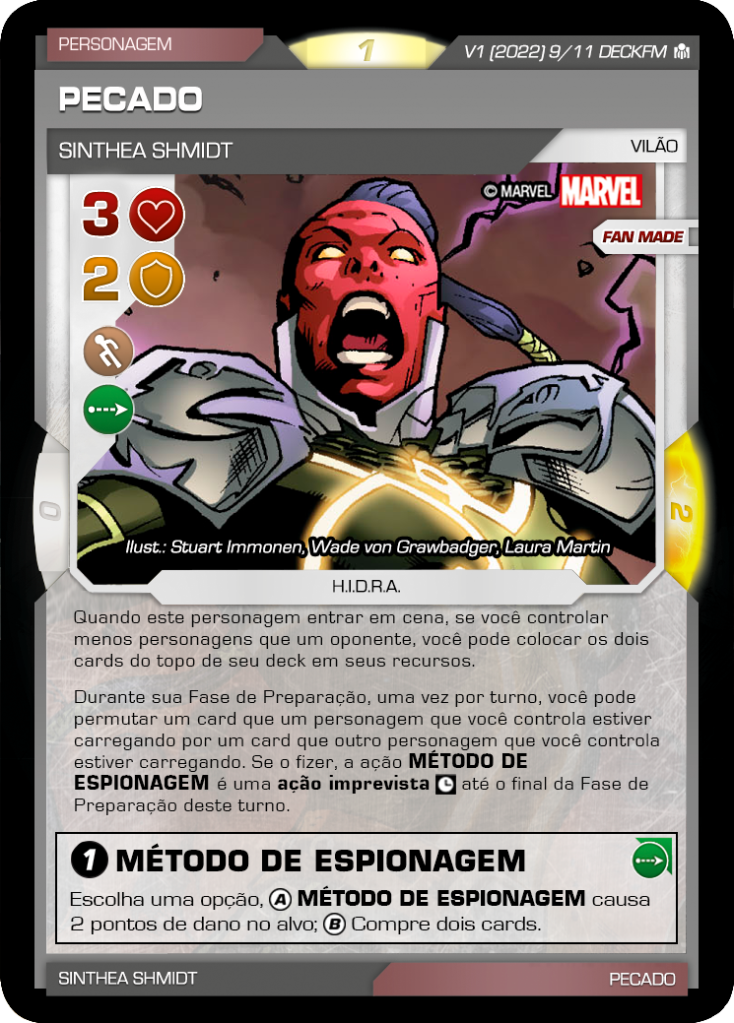 PERSONAGEM
1
V1 (2022) 9/11 DECKFM
PECADO
SINTHEA SHMIDT
VILÃO
© MARVEL MARVEL
3
FAN MADE
2
0
2
Ilust.: Stuart Immonen, Wade von Grawbadger, Laura Martin
H.I.D.R.A.
Quando este personagem entrar em cena, se você controlar
menos personagens que um oponente, você pode colocar os dois
cards do topo de seu deck em seus recursos.
Durante sua Fase de Preparação, uma vez por turno, você pode
permutar um card que um personagem que você controla estiver
carregando por um card que outro personagem que você controla
estiver carregando. Se o fizer, a ação MÉTODO DE
ESPIONAGEM é uma ação imprevista até o final da Fase de
Preparação deste turno.
1 MÉTODO DE ESPIONAGEM
Escolha uma opção, A MÉTODO DE ESPIONAGEM causa
2 pontos de dano no alvo; B Compre dois cards.
SINTHEA SHMIDT
PECADO